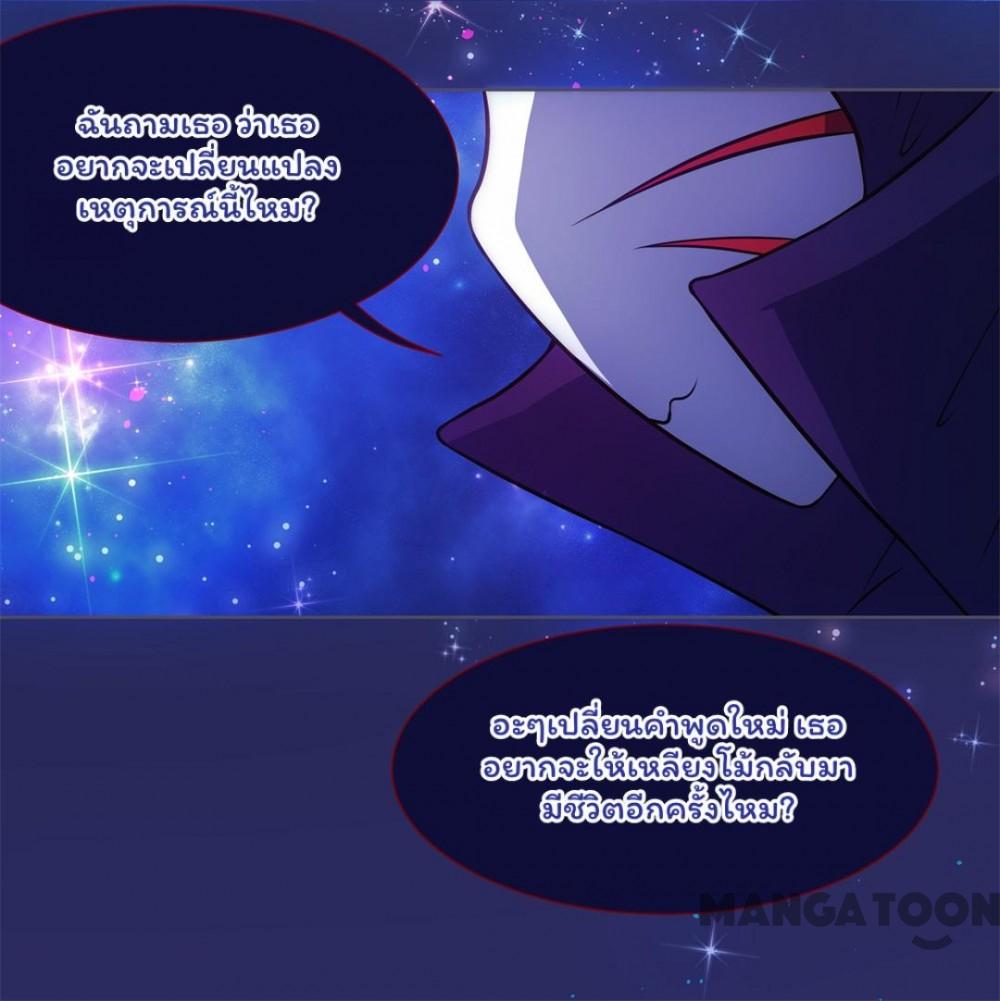 ฉันถามเธอ ว่าเธอ
อยากจะเปลี่ยนแปลง
เหตุการณ์นี้ไหม?
อะๆเปลี่ยนคำพูดใหม่ เธอ
อยากจะให้เหลียงโม้กลับมา
มีชีวิตอีกครั้งไหม?
MANGATOON